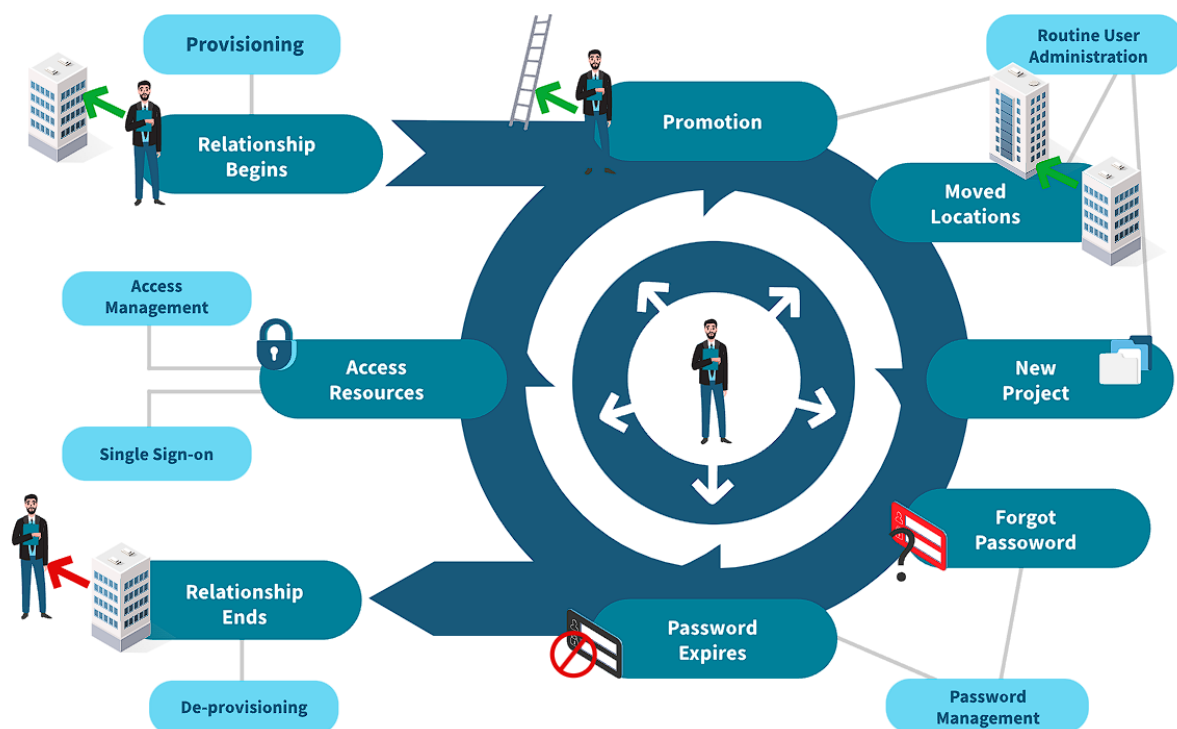 Provisioning
Relationship
Begins
Promotion
Routine User
Administration
Moved
Locations
Access
Management
Access
Resources
Single Sign-on
New
Project
Forgot
Passoword
Relationship
Ends
Password
Expires
De-provisioning
Password
Management